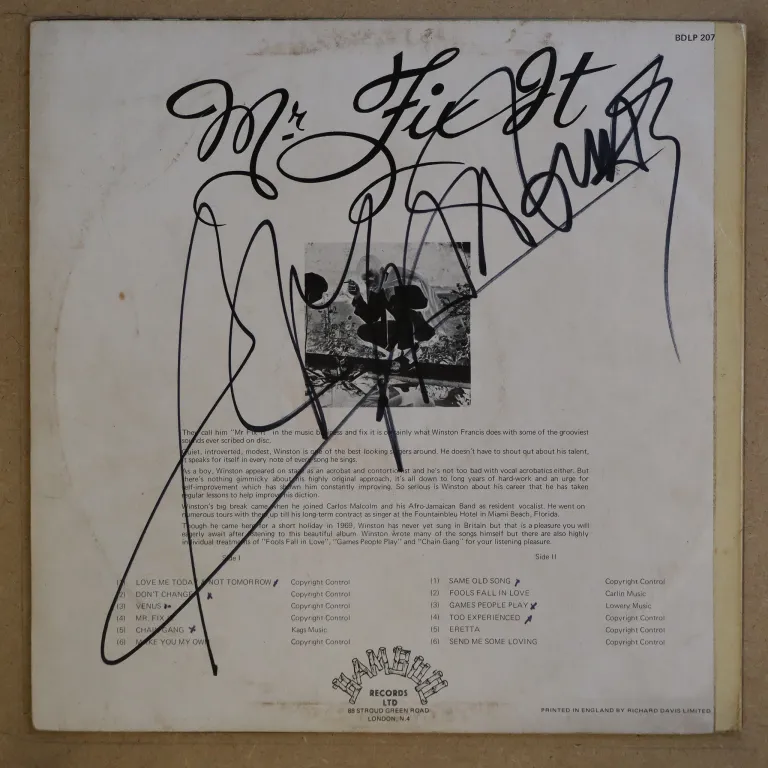 BDLP 207
Mr. Fix It
They call him "Mr Fix It" in the music business and fix it is certainly what Winston Francis does with some of the grooviest
sounds ever scribed on disc.
Quiet, introverted, modest, Winston is one of the best looking singers around. He doesn't have to shout out about his talent,
it speaks for itself in every note of every song he sings.
As a boy, Winston appeared on stage as an acrobat and contortionist and he's not too bad with vocal acrobatics either. But
there's nothing gimmicky about his highly original approach, it's all down to long years of hard-work and an urge for
self-improvement which has shown him constantly improving. So serious is Winston about his career that he has taken
regular lessons to help improve his diction.
Winston's big break came when he joined Carlos Malcolm and his Afro-Jamaican Band as resident vocalist. He went on
numerous tours with them up till his long-term contract as singer at the Fountainbleu Hotel in Miami Beach, Florida.
Though he came here for a short holiday in 1969, Winston has never yet sung in Britain but that is a pleasure you will
eagerly await after listening to this beautiful album. Winston wrote many of the songs himself but there are also highly
individual treatments of "Fools Fall in Love", "Games People Play" and "Chain Gang" for your listening pleasure.
Side I
(1) LOVE ME TODAY NOT TOMORROW Copyright Control
(2) DON'T CHANGE Copyright Control
(3) VENUS Copyright Control
(4) MR. FIX Copyright Control
(5) CHAIN GANG Kags Music
(6) MAKE YOU MY OWN Copyright Control
Side II
(1) SAME OLD SONG Copyright Control
(2) FOOLS FALL IN LOVE Carlin Music
(3) GAMES PEOPLE PLAY Lowery Music
(4) TOO EXPERIENCED Copyright Control
(5) ERETTA Copyright Control
(6) SEND ME SOME LOVING Copyright Control
BAMBOO
RECORDS
LTD
88 STROUD GREEN ROAD
LONDON, N.4
PRINTED IN ENGLAND BY RICHARD DAVIS LIMITED